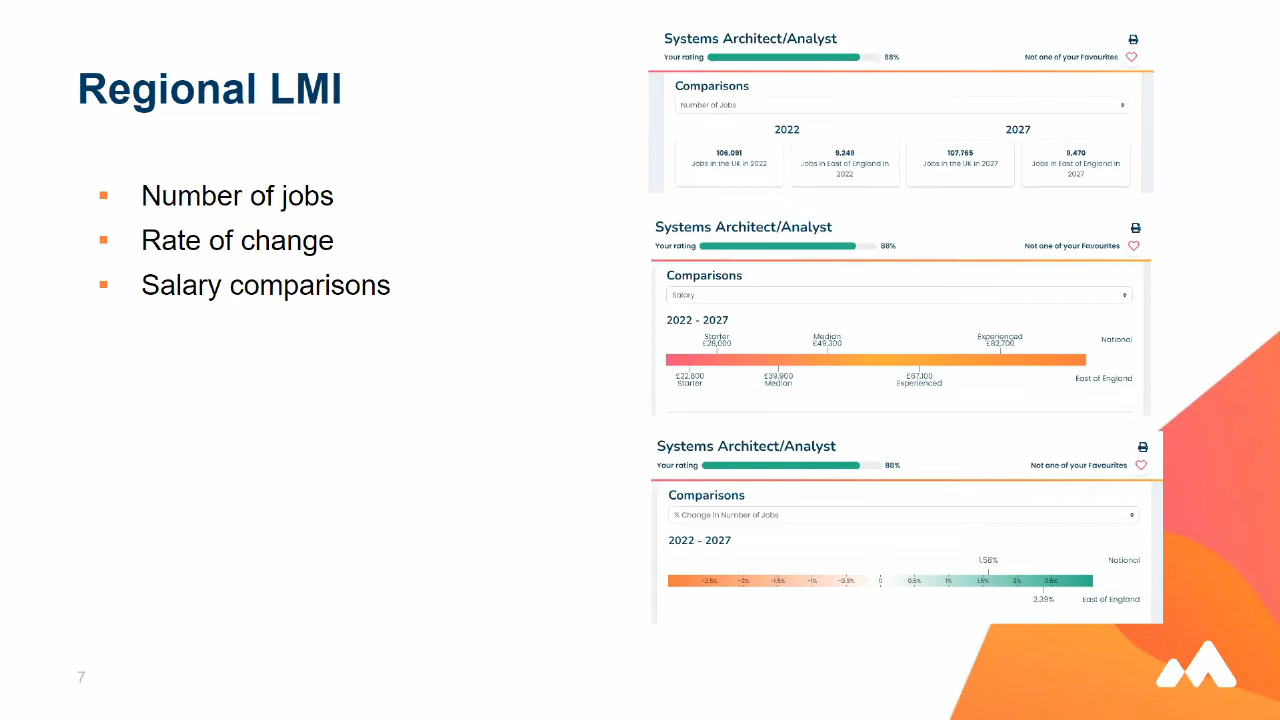 Regional LMI
Number of jobs
Rate of change
Salary comparisons
Systems Architect/Analyst
Your rating 88% Not one of your Favourites
Comparisons
Number of Jobs
2022 2027
106,091 9,249 107,765 9,470
Jobs in the UK in 2022 Jobs in East of England in Jobs in the UK in 2027 Jobs in East of England in
2022 2027
Systems Architect/Analyst
Your rating 88% Not one of your Favourites
Comparisons
Salary
2022 - 2027
Starter Median Experienced National
£28,000 £49,300 £82,700
£22,800 £39,900 £67,100 East of England
Starter Median Experienced
Systems Architect/Analyst
Your rating 88% Not one of your Favourites
Comparisons
% Change in Number of Jobs
2022 - 2027
1.58% National
-2.5% -2% -1.5% -1% -0.5% 0 0.5% 1% 1.5% 2% 2.5%
2.39% East of England
7